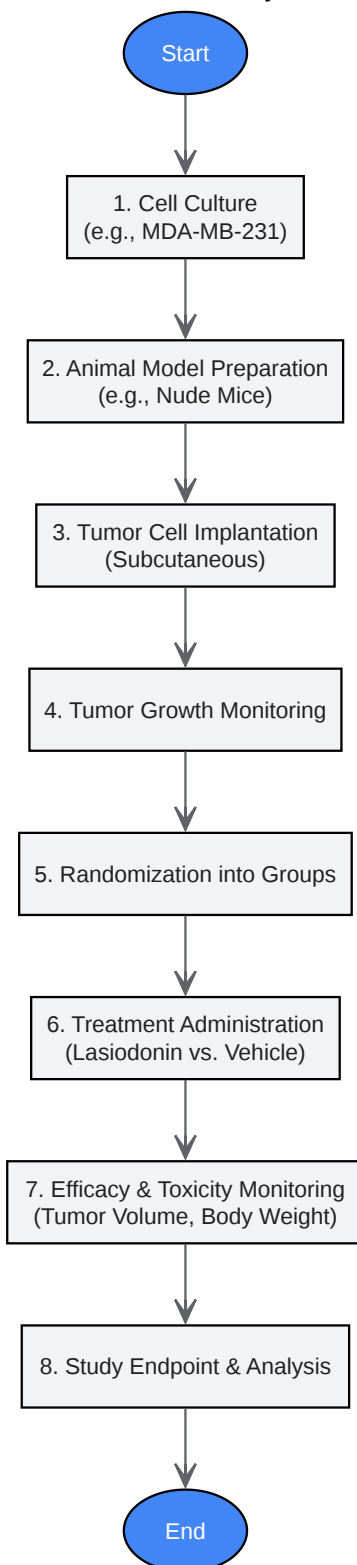 Start
1. Cell Culture
(e.g., MDA-MB-231)
2. Animal Model Preparation
(e.g., Nude Mice)
3. Tumor Cell Implantation
(Subcutaneous)
4. Tumor Growth Monitoring
5. Randomization into Groups
6. Treatment Administration
(Lasiodonin vs. Vehicle)
7. Efficacy & Toxicity Monitoring
(Tumor Volume, Body Weight)
8. Study Endpoint & Analysis
End